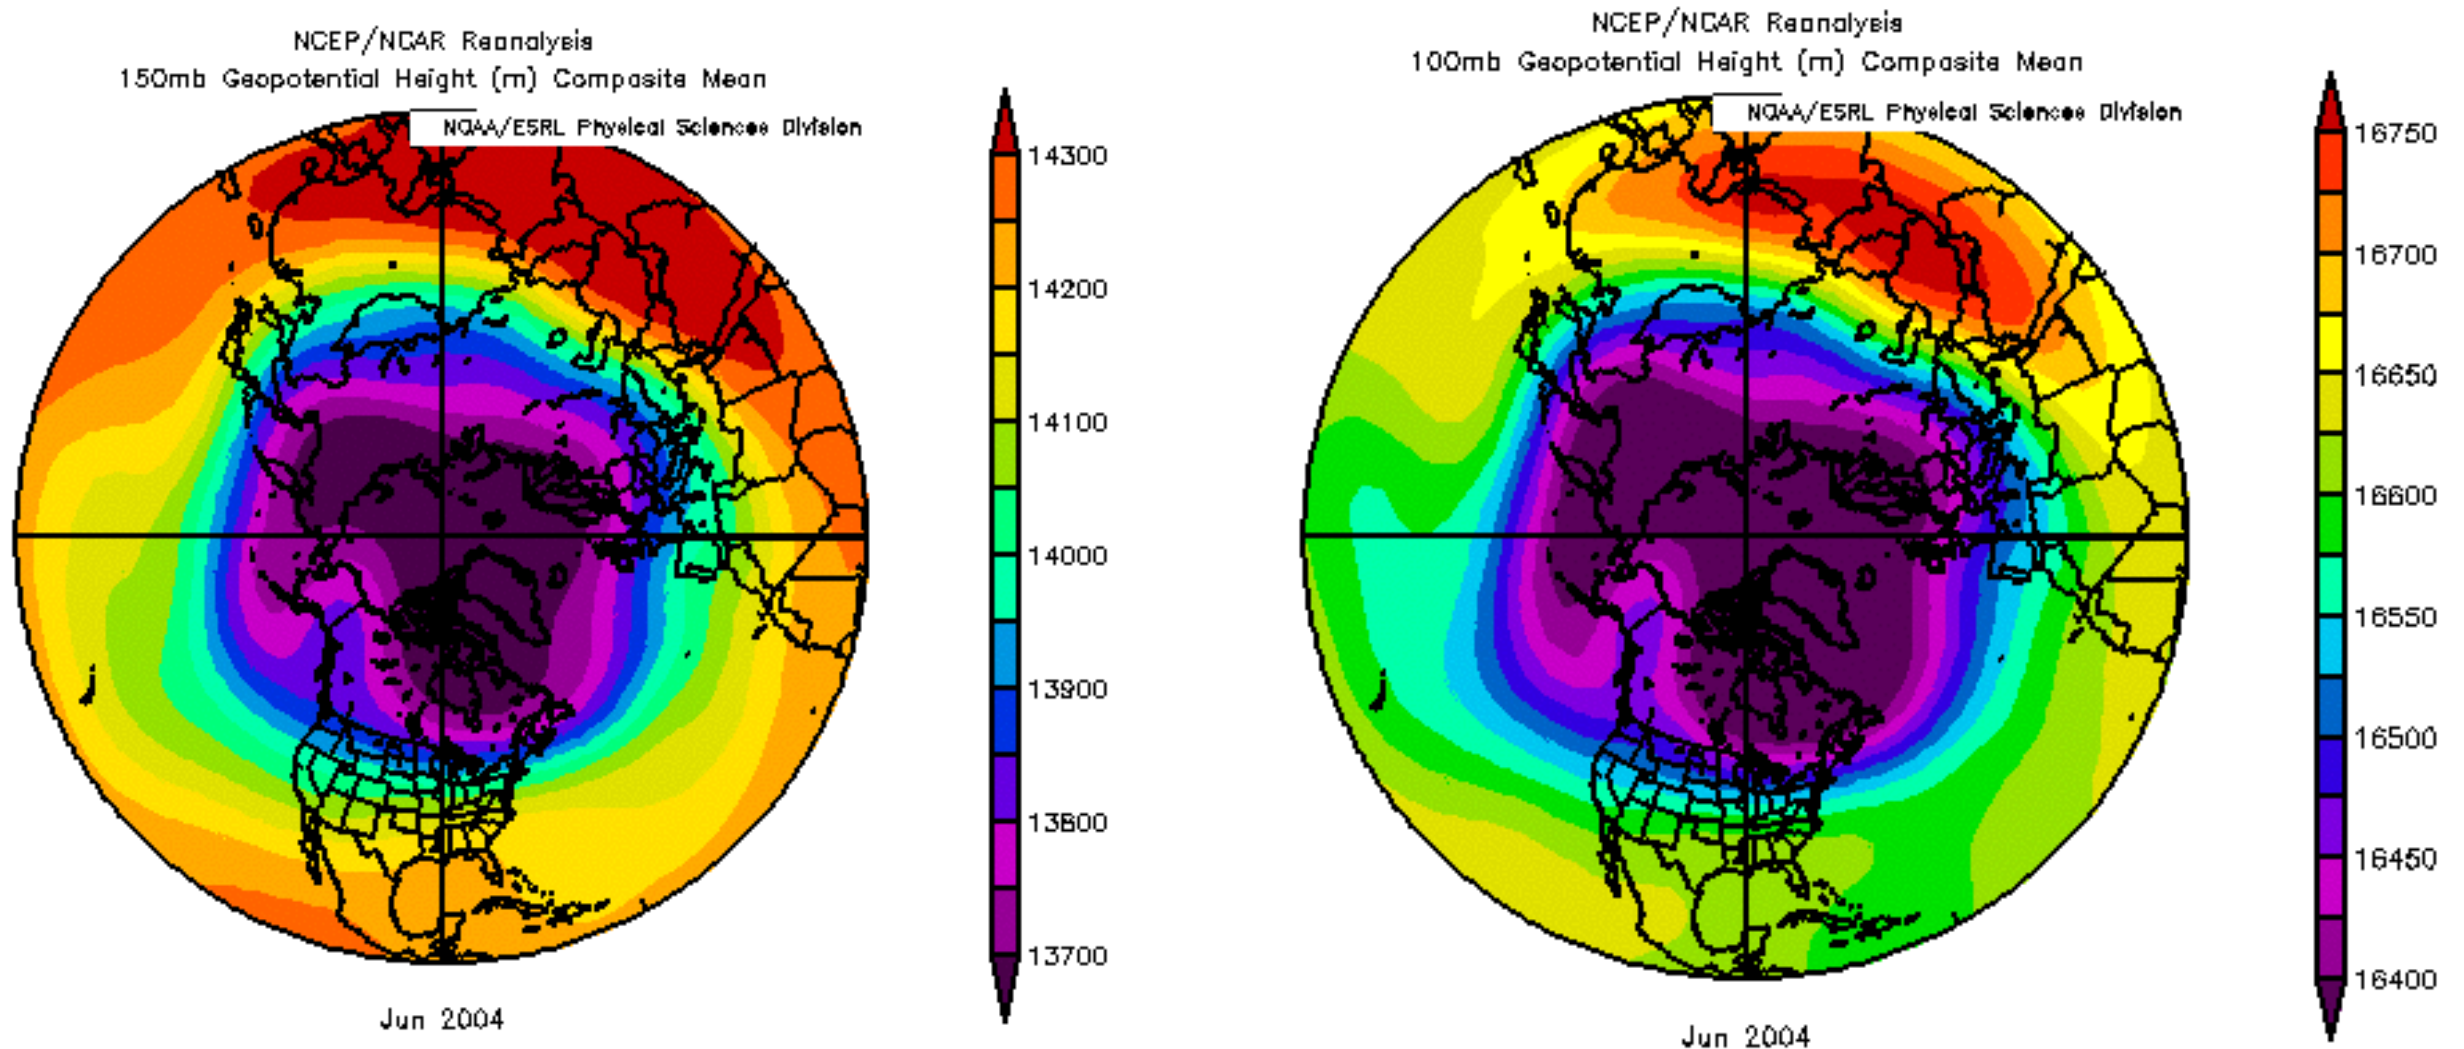 NCEP/NCAR Reanalysis
150mb Geopotential Height (m) Composite Mean
NOAA/ESRL Physical Sciences Division
14300
14200
14100
14000
13900
13800
13700
Jun 2004
NCEP/NCAR Reanalysis
100mb Geopotential Height (m) Composite Mean
NOAA/ESRL Physical Sciences Division
16750
16700
16650
16600
16550
16500
16450
16400
Jun 2004